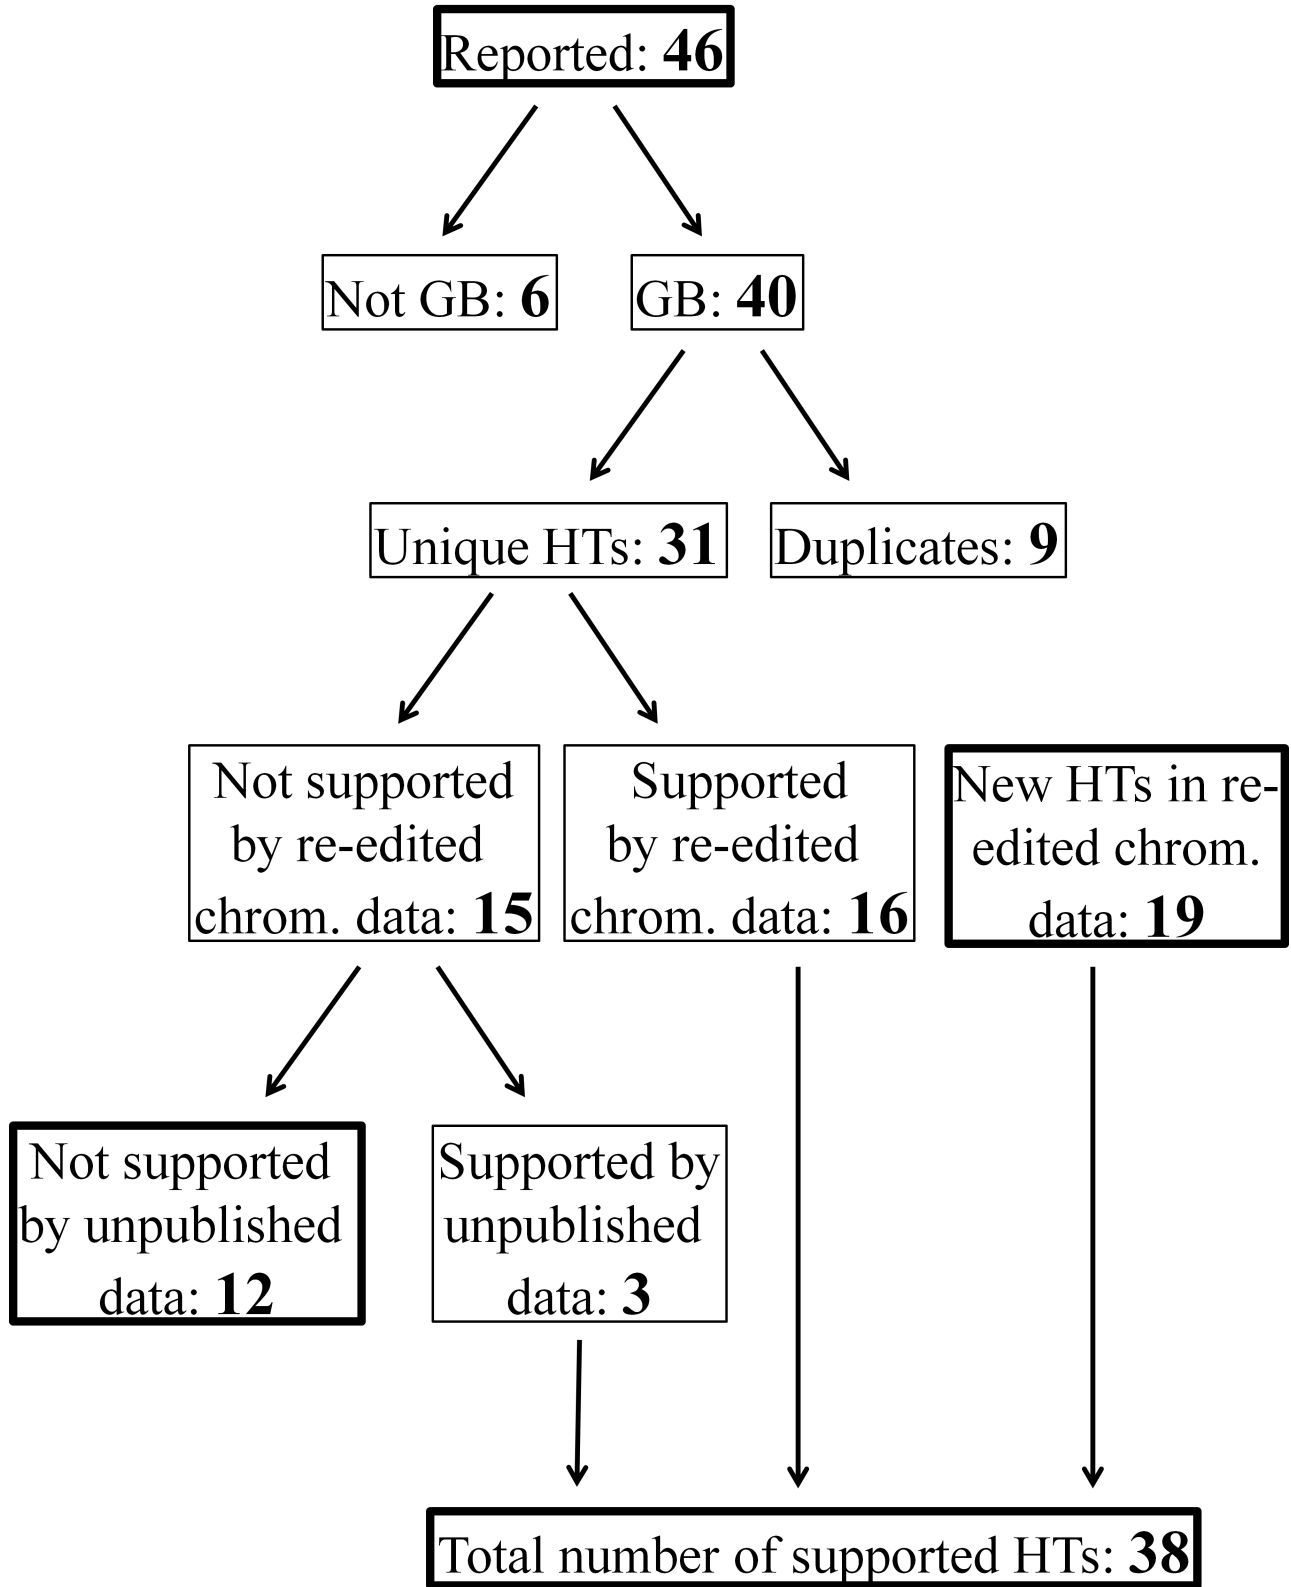 Reported: 46
Not GB: 6
GB: 40
Unique HTs: 31
Duplicates: 9
Not supported
by re-edited
chrom. data: 15
Supported
by re-edited
chrom. data: 16
New HTs in re-
edited chrom.
data: 19
Not supported
by unpublished
data: 12
Supported by
unpublished
data: 3
Total number of supported HTs: 38